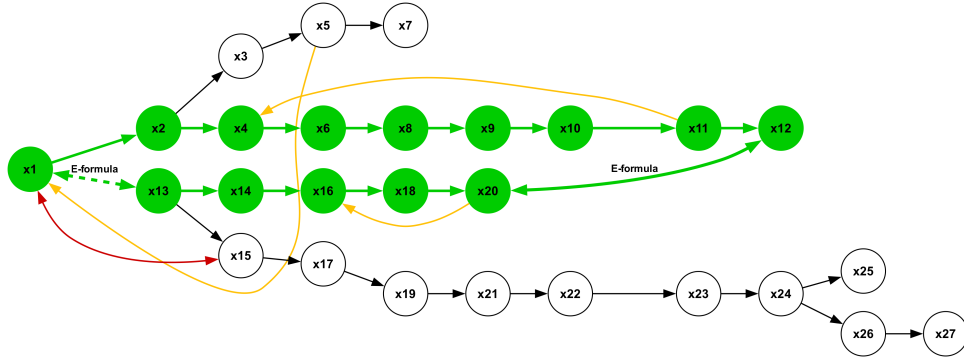 x5
x7
x3
x2
x4
x6
x8
x9
x10
x11
x12
x1
E-formula
E-formula
x13
x14
x16
x18
x20
x15
x17
x25
x19
x21
x22
x23
x24
x26
x27